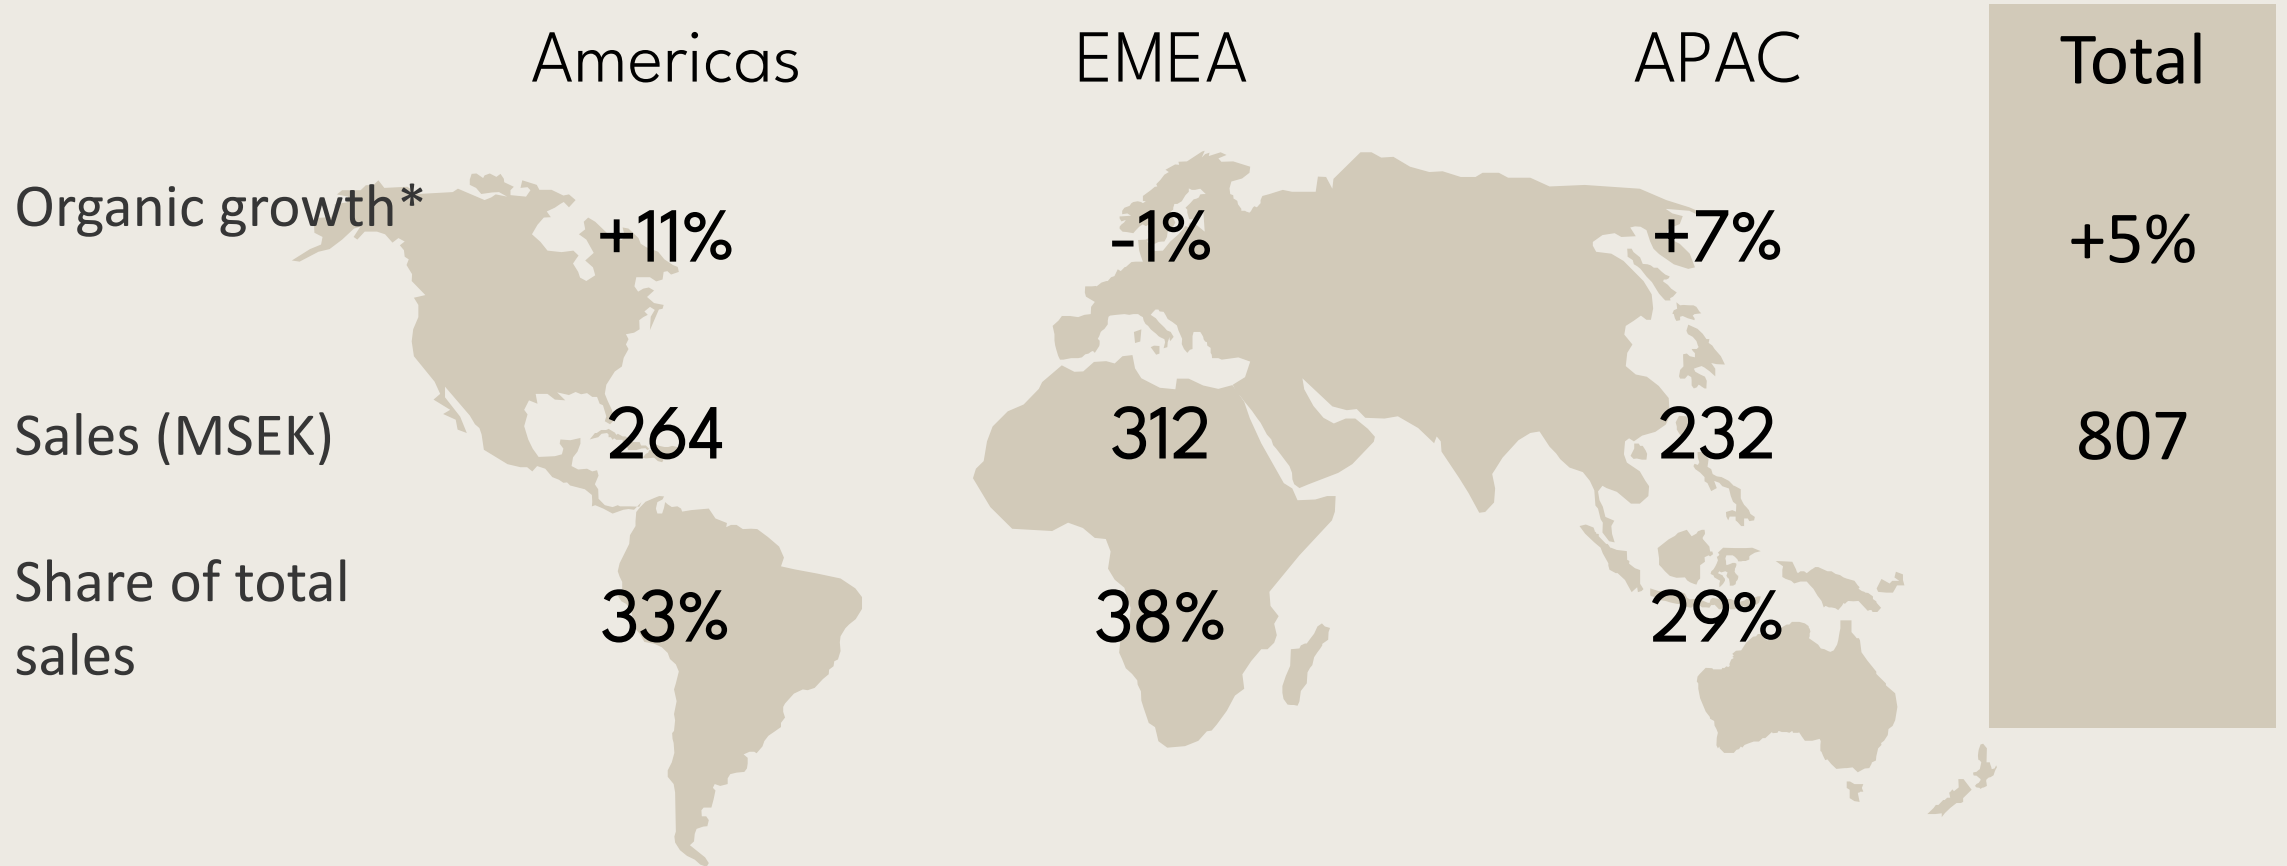 Americas EMEA APAC Total
Organic growth* +11% -1% +7% +5%
Sales (MSEK) 264 312 232 807
Share of total
sales 33% 38% 29%